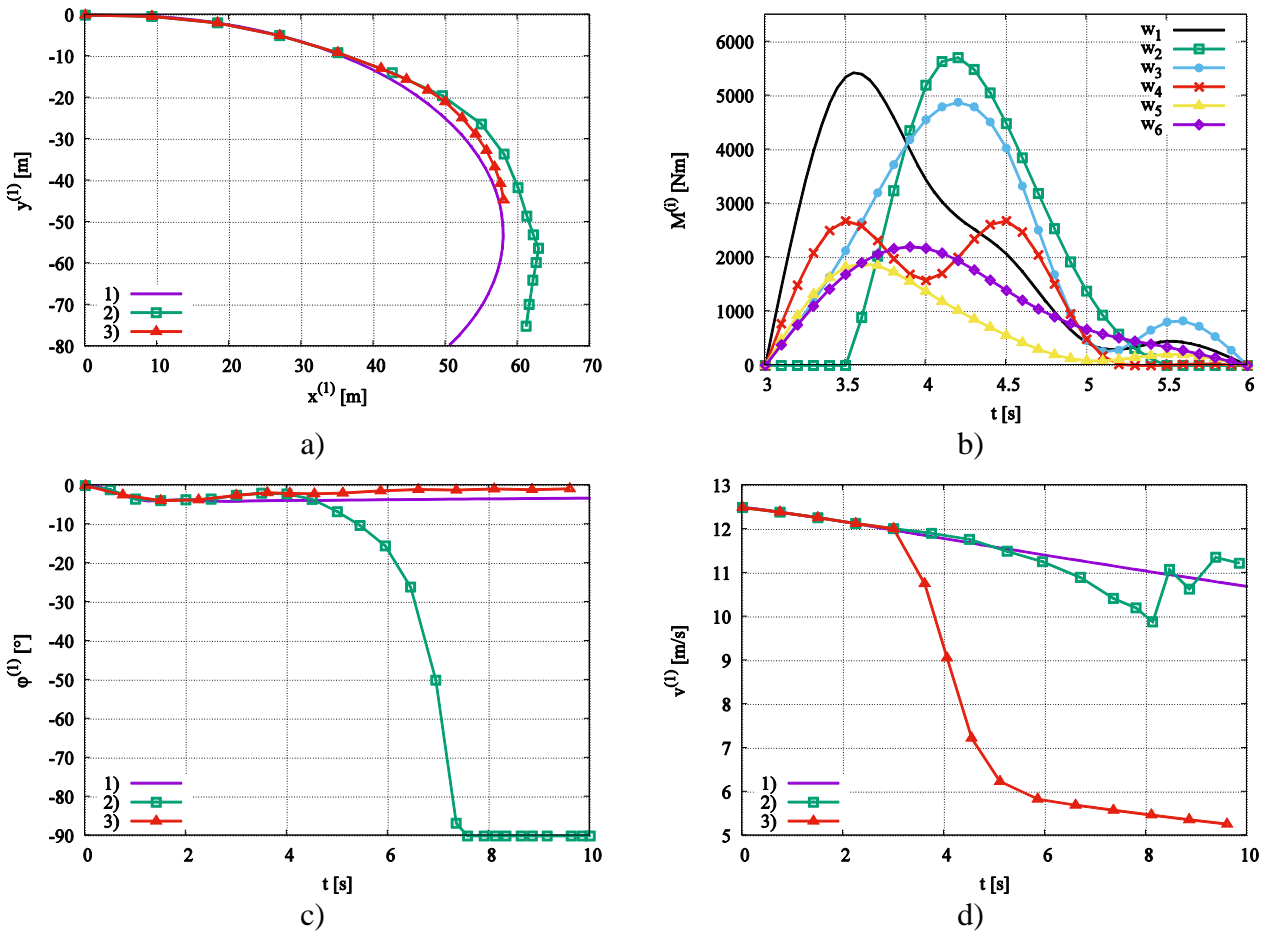 0
-10
-20
-30
-40
-50
-60
-70
-80
y(1) [m]
1)
2)
3)
0 10 20 30 40 50 60 70
x(1) [m]
a)
6000
5000
4000
3000
2000
1000
0
M(i) [Nm]
w1
w2
w3
w4
w5
w6
3 3.5 4 4.5 5 5.5 6
t [s]
b)
0
-10
-20
-30
-40
-50
-60
-70
-80
-90
φ(1) [°]
1)
2)
3)
0 2 4 6 8 10
t [s]
c)
13
12
11
10
9
8
7
6
5
v(1) [m/s]
1)
2)
3)
0 2 4 6 8 10
t [s]
d)